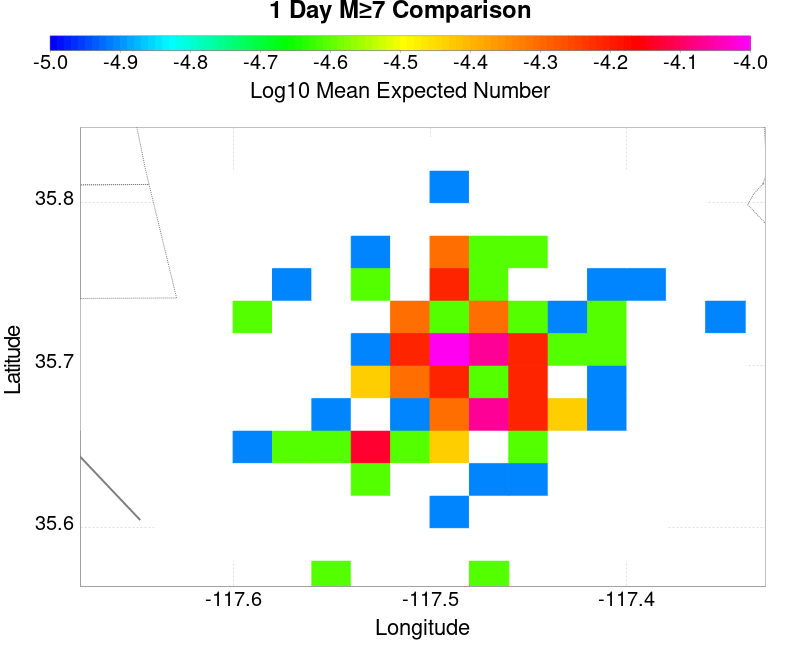 1 Day M≥7 Comparison
-5.0 -4.9 -4.8 -4.7 -4.6 -4.5 -4.4 -4.3 -4.2 -4.1 -4.0
Log10 Mean Expected Number
35.8
35.7
35.6
Latitude
-117.6 -117.5 -117.4
Longitude